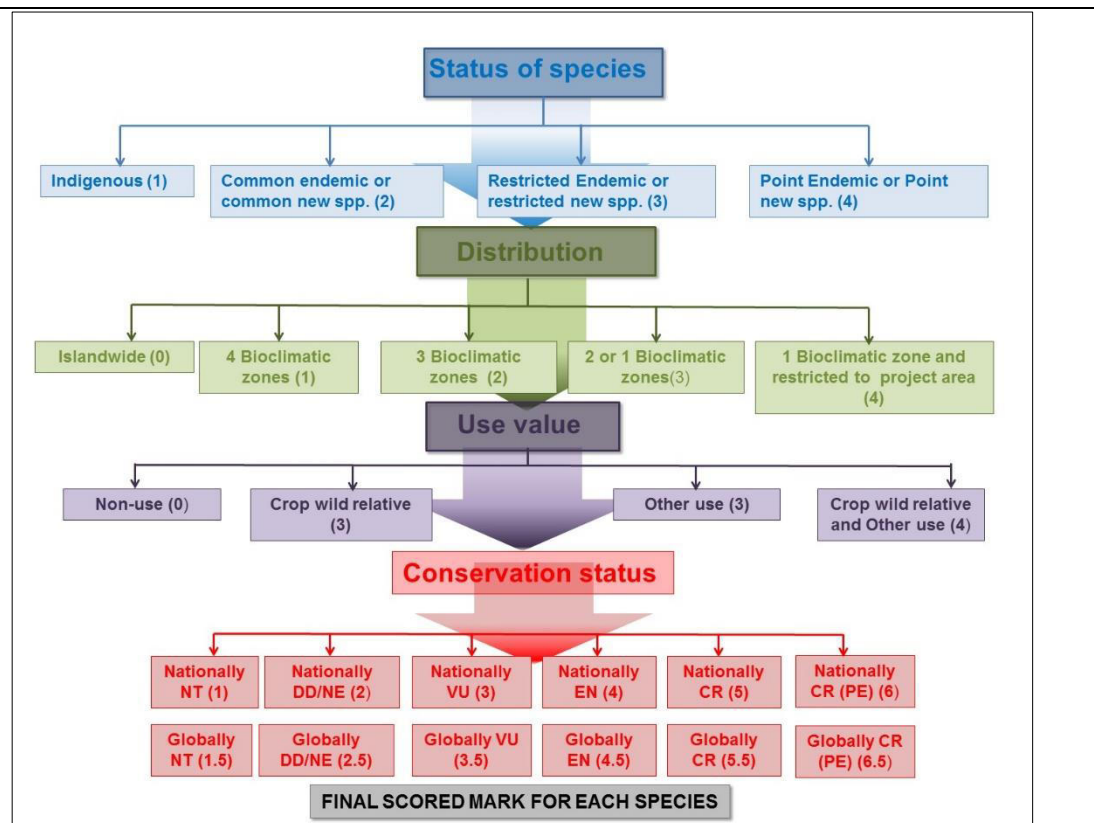 Status of species
Indigenous (1)
Common endemic or
common new spp. (2)
Restricted Endemic or
restricted new spp. (3)
Point Endemic or Point
new spp. (4)
Distribution
Islandwide (0)
4 Bioclimatic
zones (1)
3 Bioclimatic
zones (2)
2 or 1 Bioclimatic
zones(3)
1 Bioclimatic zone and
restricted to project area
(4)
Use value
Non-use (0)
Crop wild relative
(3)
Other use (3)
Crop wild relative
and Other use (4)
Conservation status
Nationally
NT (1)
Nationally
DD/NE (2)
Nationally
VU (3)
Nationally
EN (4)
Nationally
CR (5)
Nationally
CR (PE) (6)
Globally
NT (1.5)
Globally
DD/NE (2.5)
Globally VU
(3.5)
Globally
EN (4.5)
Globally
CR (5.5)
Globally CR
(PE) (6.5)
FINAL SCORED MARK FOR EACH SPECIES